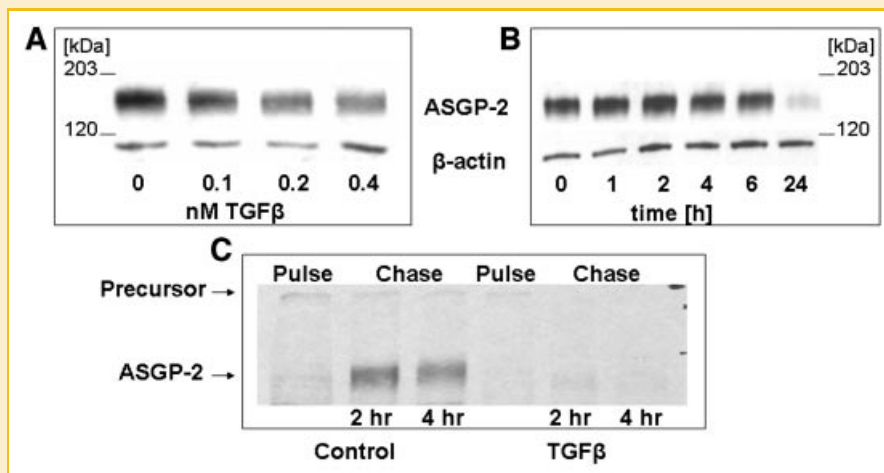 A
[kDa]
203
120
0 0.1 0.2 0.4
nM TGFβ
B
[kDa]
203
ASGP-2
120
β-actin
0 1 2 4 6 24
time [h]
C
Pulse Chase Pulse Chase
Precursor
ASGP-2
2 hr 4 hr 2 hr 4 hr
Control TGFβ